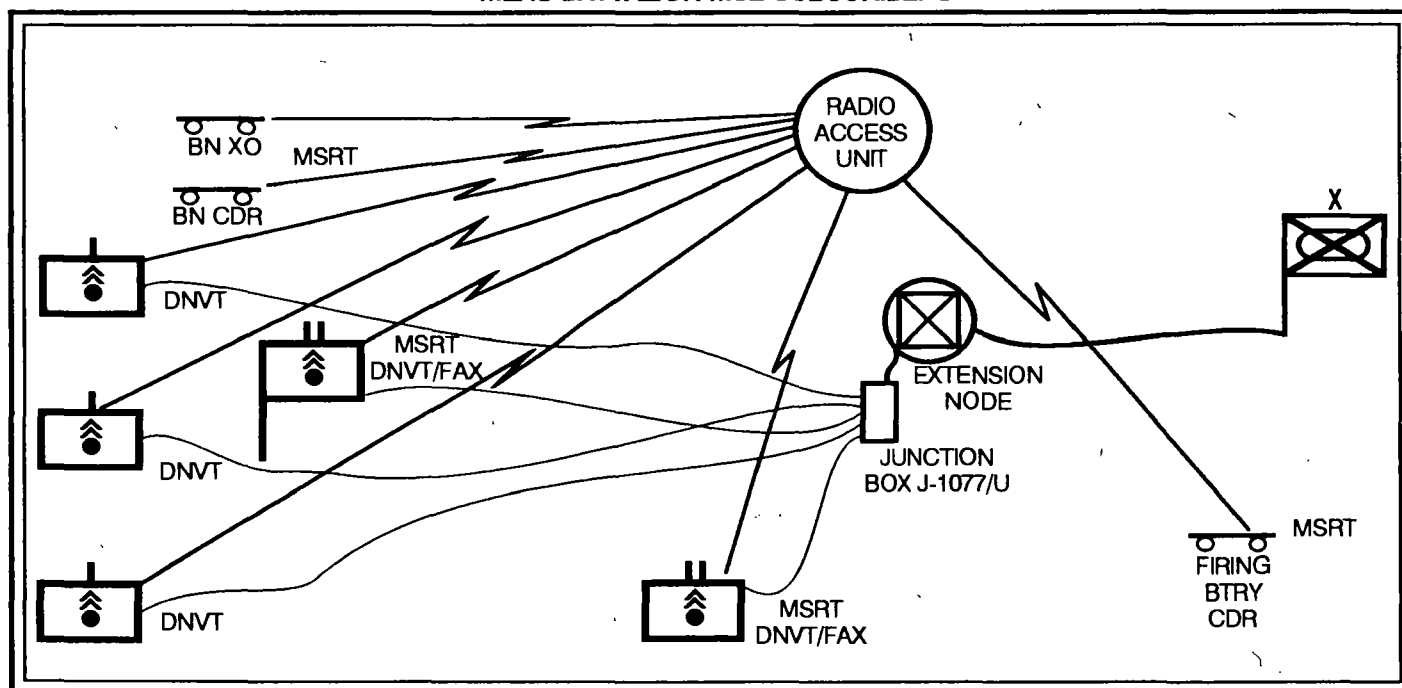 RADIO
ACCESS
UNIT
BN XO
MSRT
BN CDR
X
DNVT
MSRT
DNVT/FAX
EXTENSION
NODE
DNVT
JUNCTION
BOX J-1077/U
MSRT
FIRING
BTRY
CDR
DNVT
MSRT
DNVT/FAX